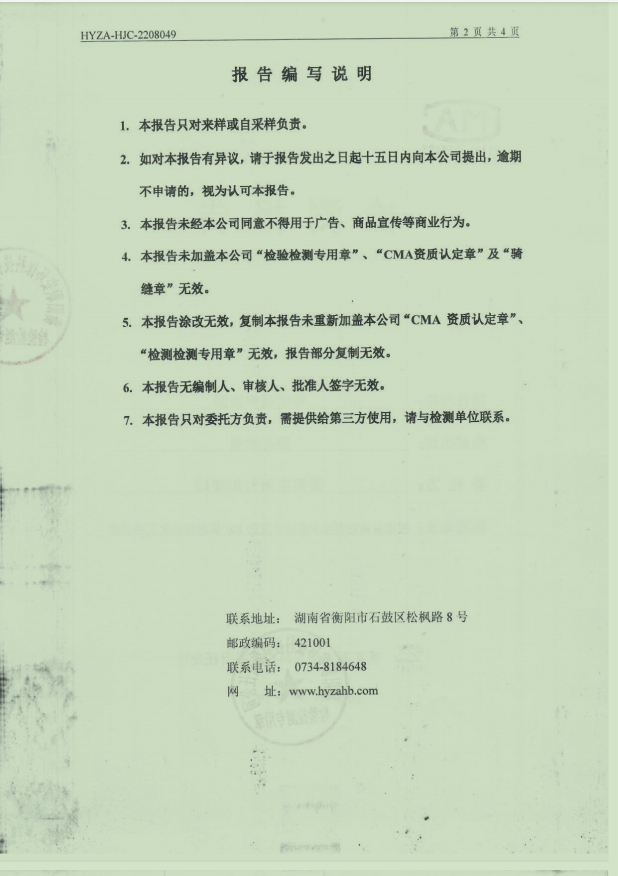 HYZA-HJC-2208049 第 2 页 共 4 页
报 告 编 写 说 明
1. 本报告只对来样或自采样负责。
2. 如对本报告有异议，请于报告发出之日起十五日内向本公司提出，逾期
不申请的，视为认可本报告。
3. 本报告未经本公司同意不得用于广告、商品宣传等商业行为。
4. 本报告未加盖本公司“检验检测专用章”、“CMA资质认定章”及“骑
缝章”无效。
5. 本报告涂改无效，复制本报告未重新加盖本公司“CMA 资质认定章”、
“检测检测专用章”无效，报告部分复制无效。
6. 本报告无编制人、审核人、批准人签字无效。
7. 本报告只对委托方负责，需提供给第三方使用，请与检测单位联系。
联系地址： 湖南省衡阳市石鼓区松枫路 8 号
邮政编码： 421001
联系电话： 0734-8184648
网 址：www.hyzahb.com